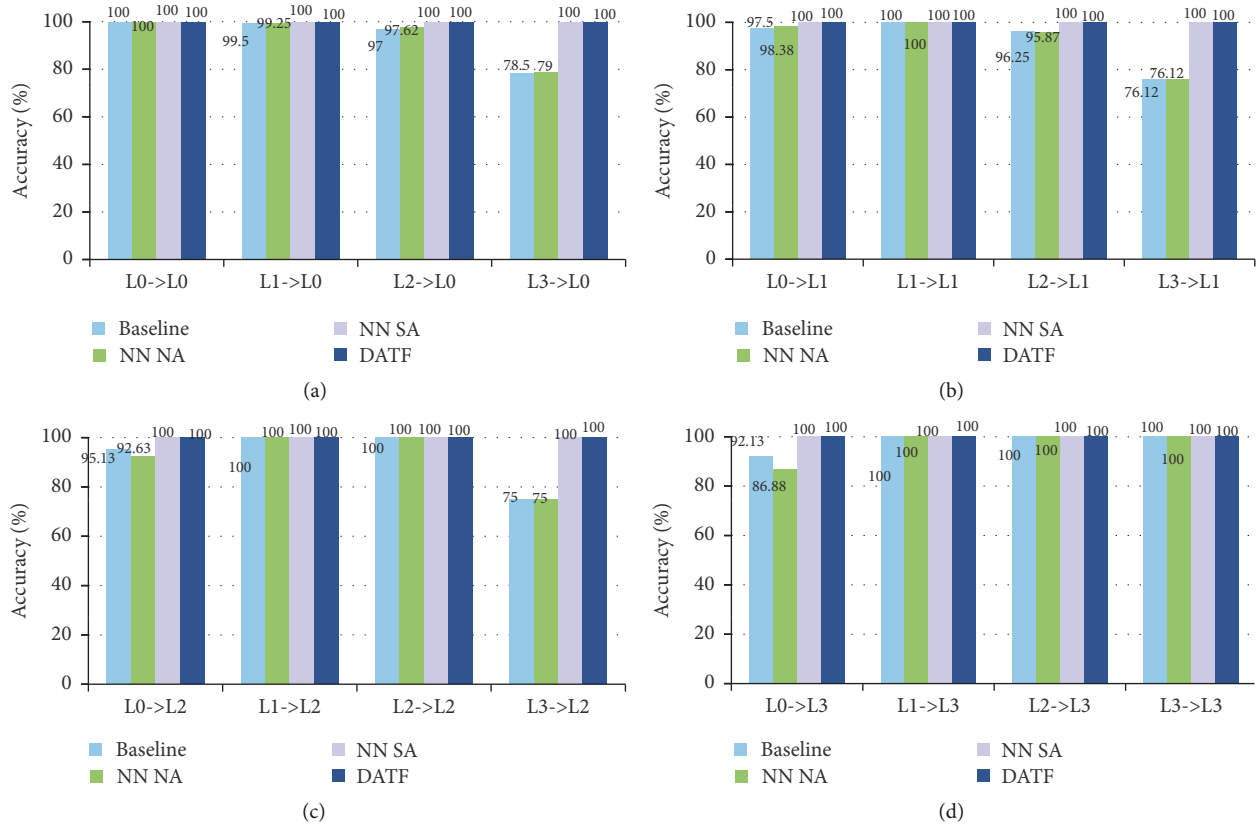 100 100 100 100 99.5 99.25 100 100 97 97.62 100 100 78.5 79 100 100
Accuracy (%)
100
80
60
40
20
0
L0->L0 L1->L0 L2->L0 L3->L0
Baseline NN SA
NN NA DATF
(a)
97.5 98.38 100 100 100 100 100 96.25 95.87 100 100 76.12 76.12 100 100
Accuracy (%)
100
80
60
40
20
0
L0->L1 L1->L1 L2->L1 L3->L1
Baseline NN SA
NN NA DATF
(b)
95.13 92.63 100 100 100 100 100 100 100 100 100 100 75 75 100 100
Accuracy (%)
100
80
60
40
20
0
L0->L2 L1->L2 L2->L2 L3->L2
Baseline NN SA
NN NA DATF
(c)
92.13 86.88 100 100 100 100 100 100 100 100 100 100 100 100 100 100
Accuracy (%)
100
80
60
40
20
0
L0->L3 L1->L3 L2->L3 L3->L3
Baseline NN SA
NN NA DATF
(d)